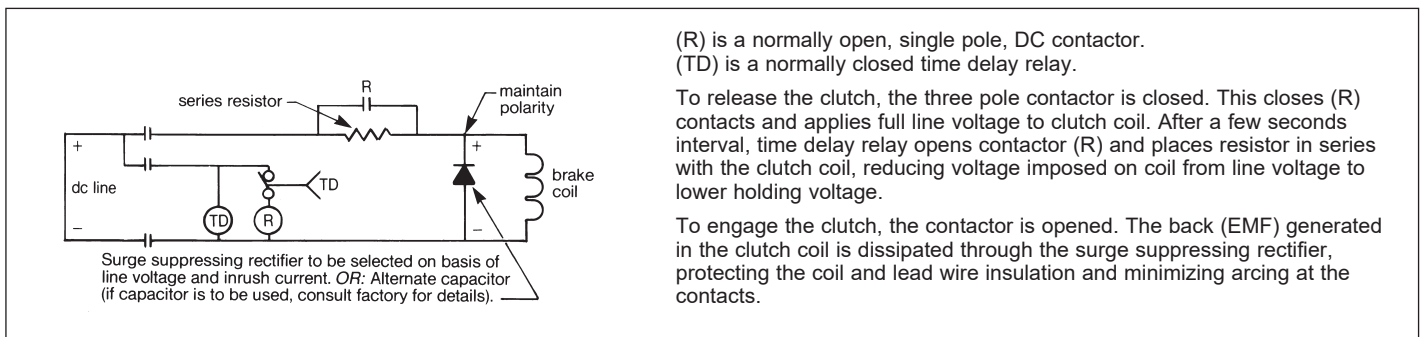 R
series resistor
maintain
polarity
+
+
dc line
TD
brake
coil
TD
R
–
–
Surge suppressing rectifier to be selected on basis of
line voltage and inrush current. OR: Alternate capacitor
(if capacitor is to be used, consult factory for details).
(R) is a normally open, single pole, DC contactor.
(TD) is a normally closed time delay relay.
To release the clutch, the three pole contactor is closed. This closes (R)
contacts and applies full line voltage to clutch coil. After a few seconds
interval, time delay relay opens contactor (R) and places resistor in series
with the clutch coil, reducing voltage imposed on coil from line voltage to
lower holding voltage.
To engage the clutch, the contactor is opened. The back (EMF) generated
in the clutch coil is dissipated through the surge suppressing rectifier,
protecting the coil and lead wire insulation and minimizing arcing at the
contacts.